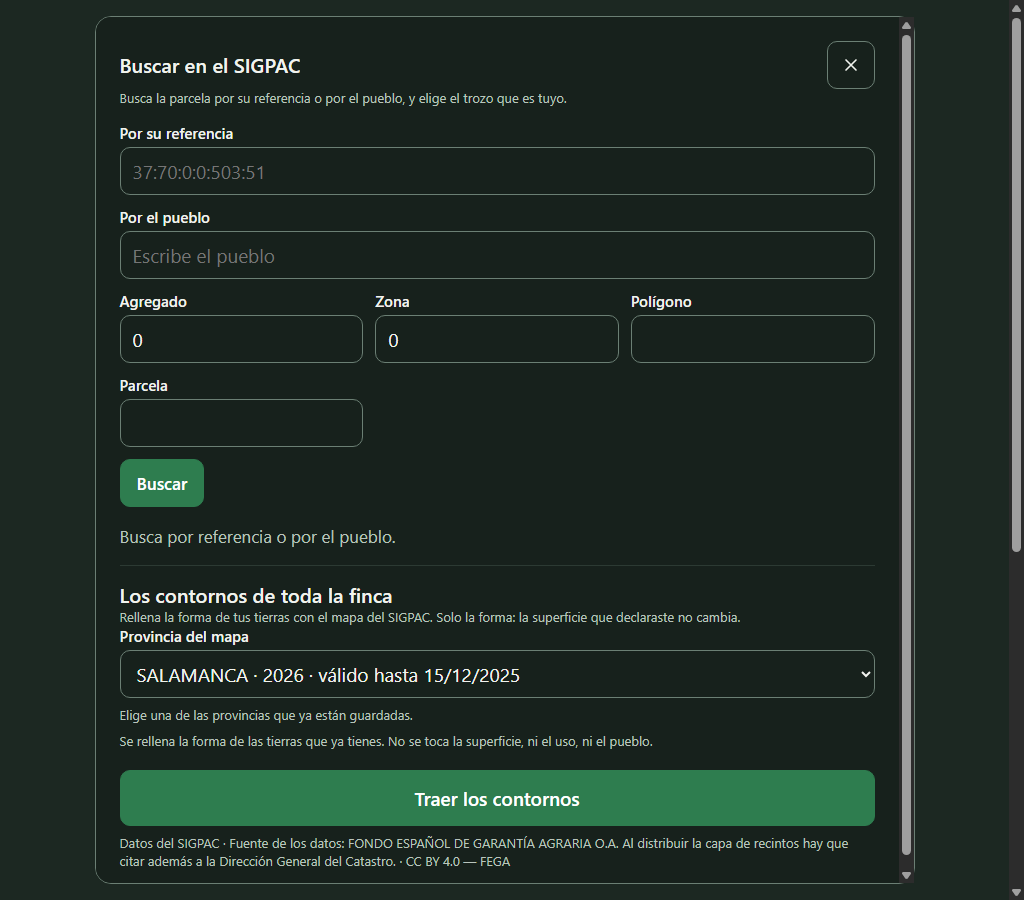 Buscar en el SIGPAC
Busca la parcela por su referencia o por el pueblo, y elige el trozo que es tuyo.
Por su referencia
37:70:0:0:503:51
Por el pueblo
Escribe el pueblo
Agregado
Zona
Polígono
0
0
Parcela
Buscar
Busca por referencia o por el pueblo.
Los contornos de toda la finca
Rellena la forma de tus tierras con el mapa del SIGPAC. Solo la forma: la superficie que declaraste no cambia.
Provincia del mapa
SALAMANCA · 2026 · válido hasta 15/12/2025
Elige una de las provincias que ya están guardadas.
Se rellena la forma de las tierras que ya tienes. No se toca la superficie, ni el uso, ni el pueblo.
Traer los contornos
Datos del SIGPAC · Fuente de los datos: FONDO ESPAÑOL DE GARANTÍA AGRARIA O.A. Al distribuir la capa de recintos hay que
citar además a la Dirección General del Catastro. · CC BY 4.0 — FEGA